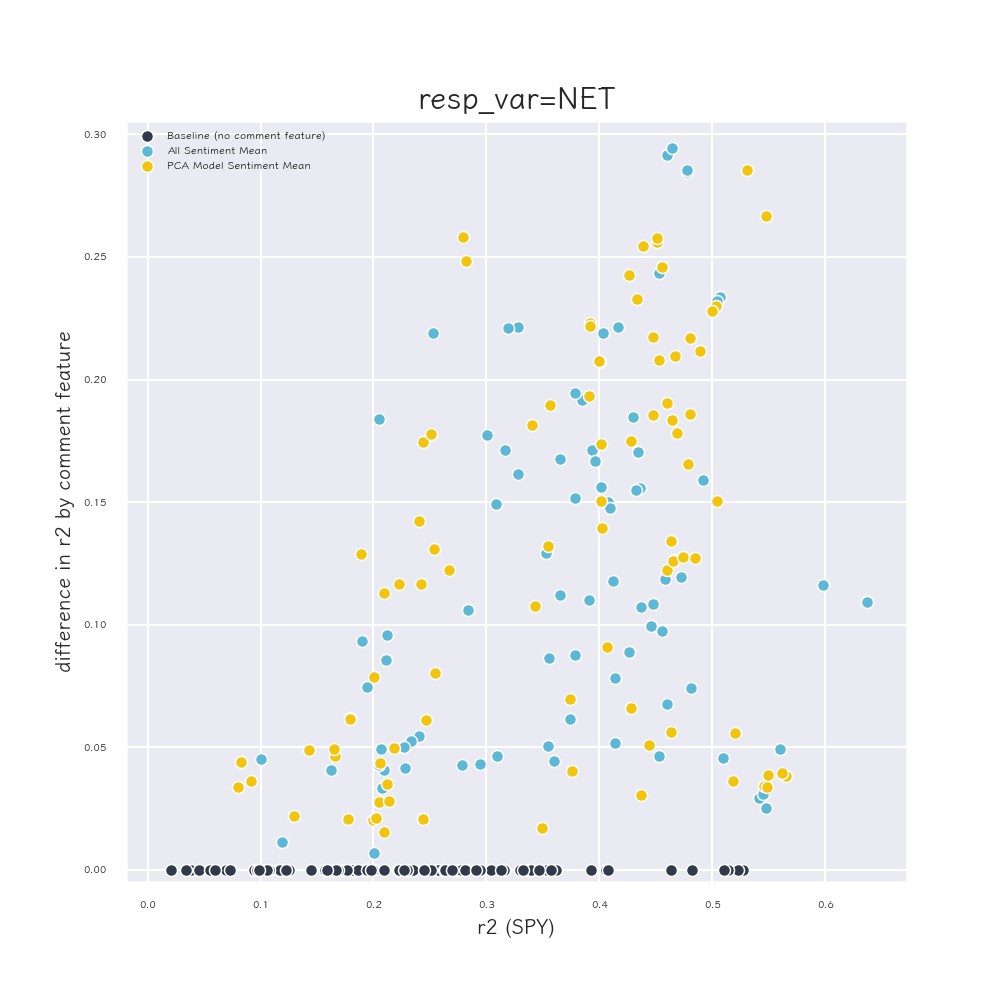 resp_var=NET
Baseline (no comment feature)
All Sentiment Mean
PCA Model Sentiment Mean
0.30
0.25
0.20
0.15
0.10
0.05
0.00
difference in r2 by comment feature
0.0 0.1 0.2 0.3 0.4 0.5 0.6
r2 (SPY)